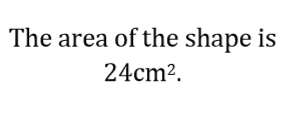 The area of the shape is
24cm².